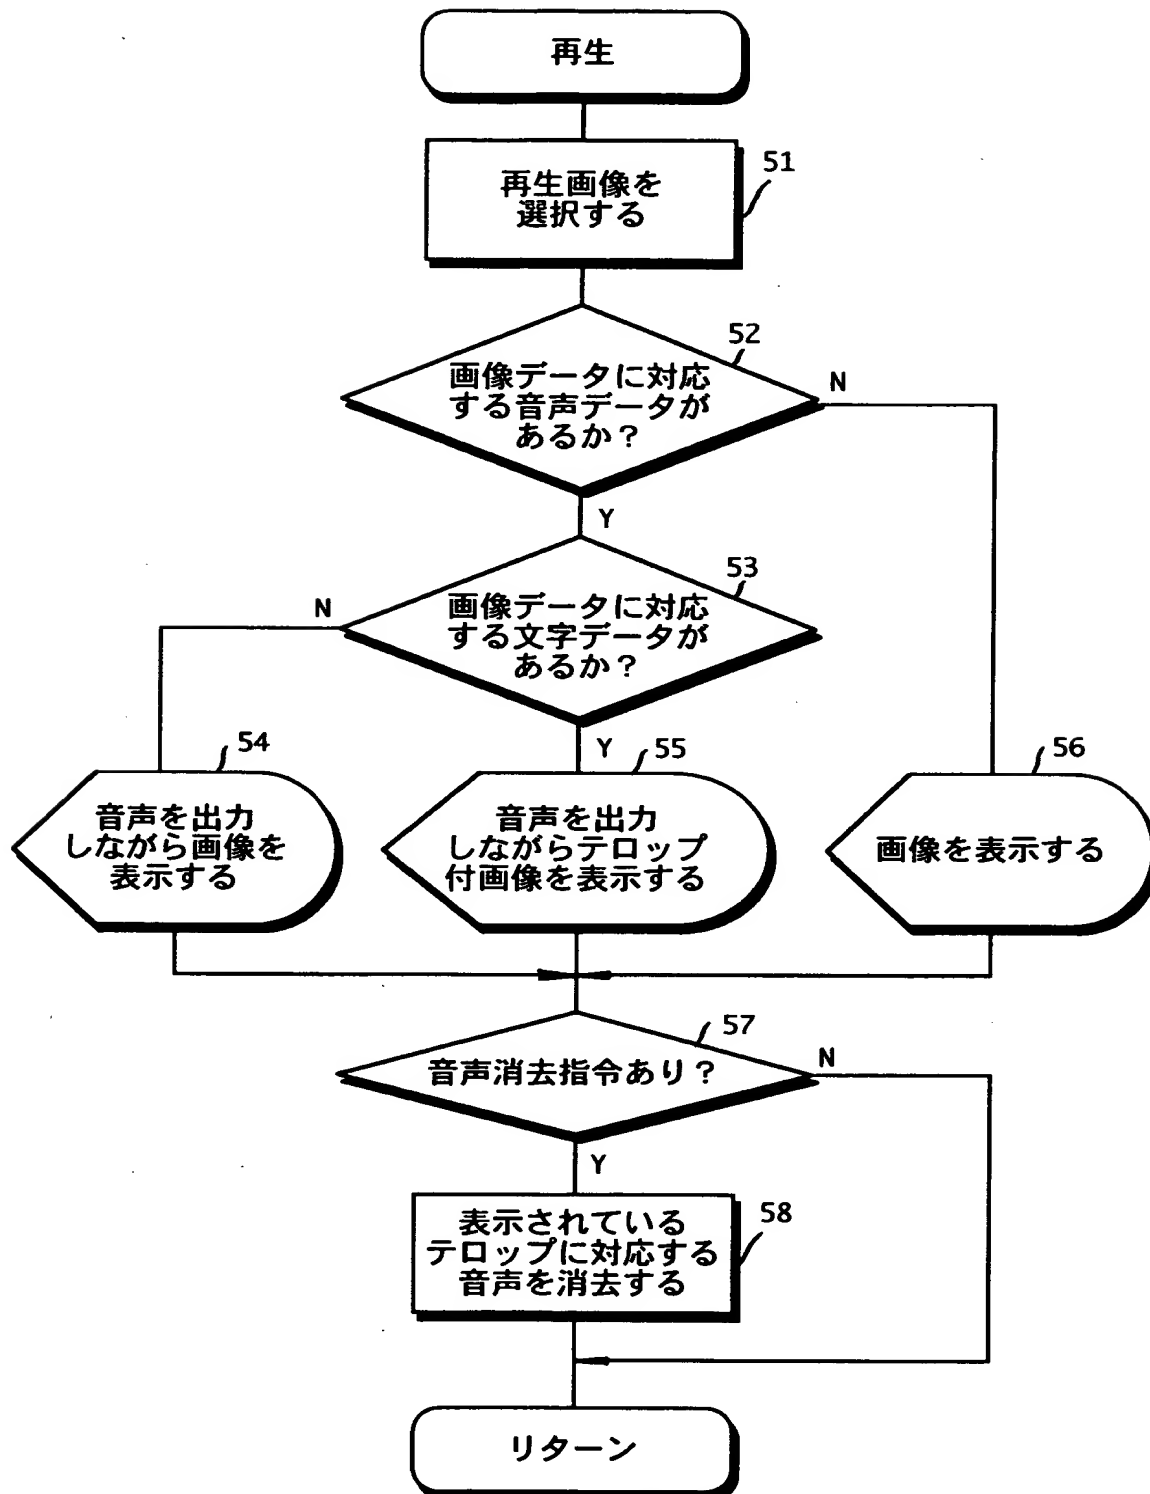 再生
再生画像を
選択する
51
画像データに対応
する音声データが
あるか？
52
N
Y
画像データに対応
する文字データが
あるか？
53
N
Y
音声を出力
しながら画像を
表示する
54
音声を出力
しながらテロップ
付画像を表示する
55
画像を表示する
56
音声消去指令あり？
57
N
Y
表示されている
テロップに対応する
音声を消去する
58
リターン